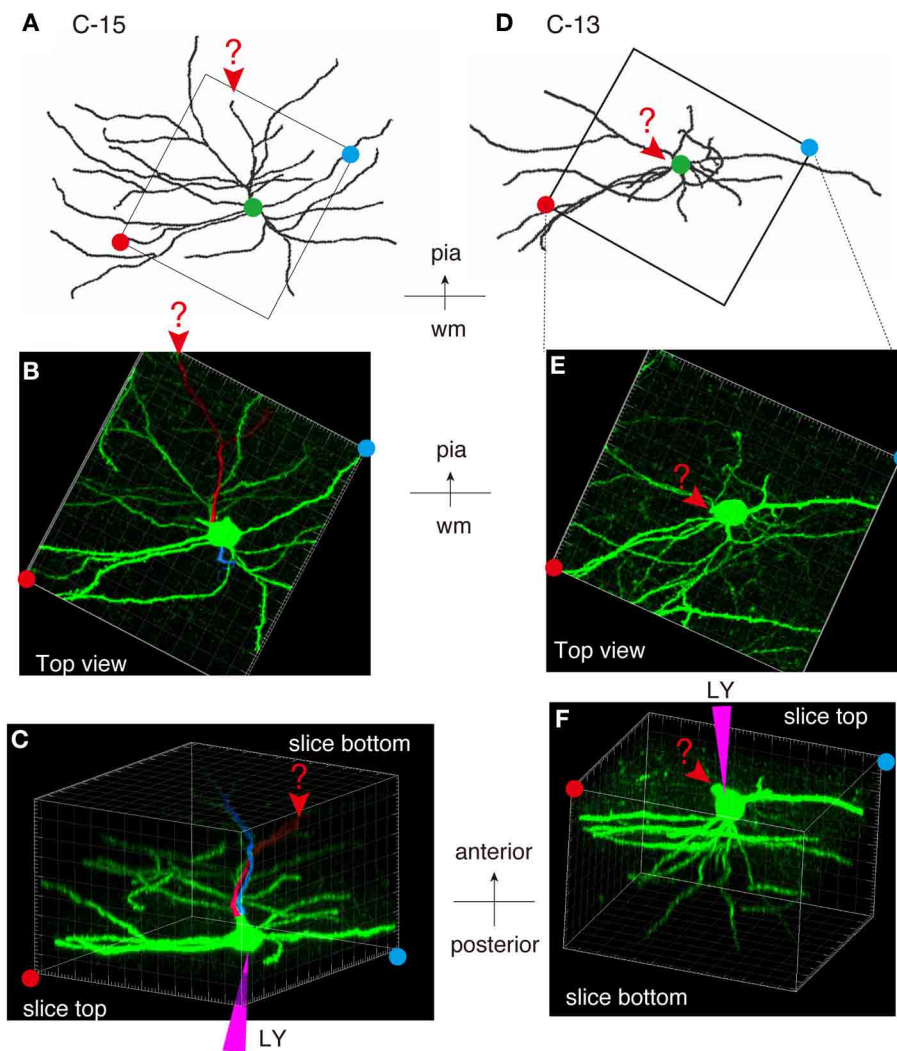 A C-15
?
D C-13
?
pia
wm
?
B
Top view
pia
wm
E
?
Top view
C
slice bottom
?
slice top
LY
anterior
posterior
LY
F
slice top
?
slice bottom